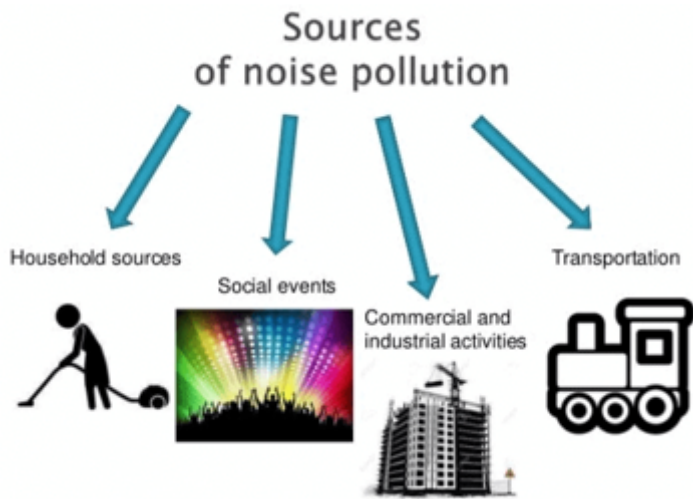 Sources
of noise pollution
Household sources
Social events
Commercial and
industrial activities
Transportation